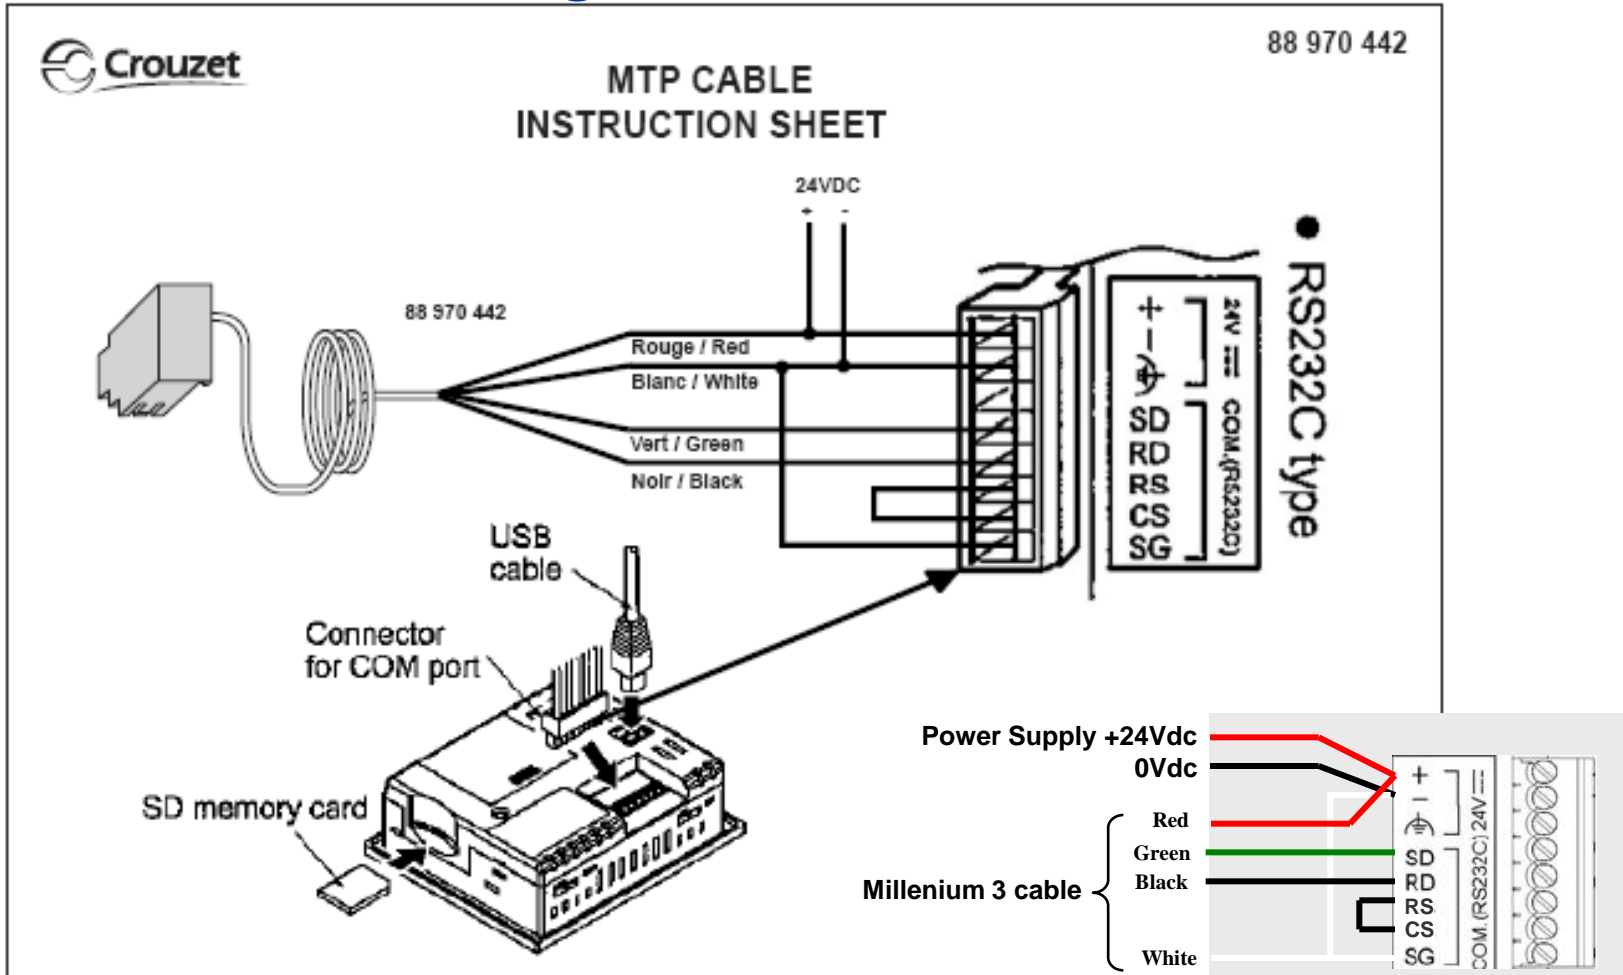 Crouzet
88 970 442
MTP CABLE
INSTRUCTION SHEET
24VDC
+ -
88 970 442
Rouge / Red
Blanc / White
Vert / Green
Noir / Black
+
-
SD
RD
RS
CS
SG
24V
COM.(RS232C)
● RS232C type
USB
cable
Connector
for COM port
SD memory card
Power Supply +24Vdc
0Vdc
Red
Green
Black
White
Millenium 3 cable
+
-
SD
RD
RS
CS
SG
COM.(RS232C) 24V